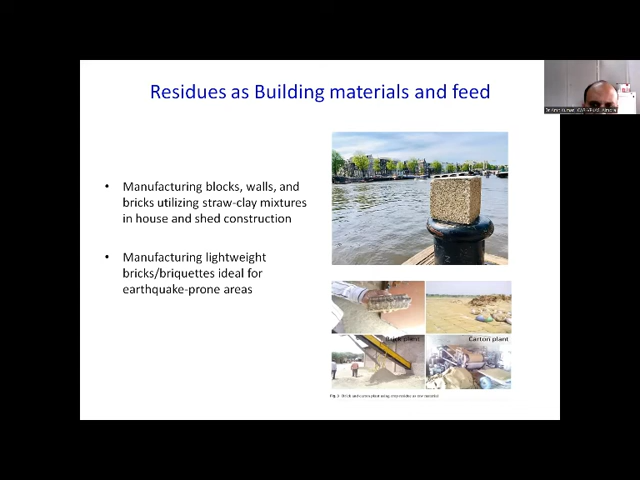 Residues as Building materials and feed
• Manufacturing blocks, walls, and
bricks utilizing straw-clay mixtures
in house and shed construction
• Manufacturing lightweight
bricks/briquettes ideal for
earthquake-prone areas
Brick plant
Carton plant